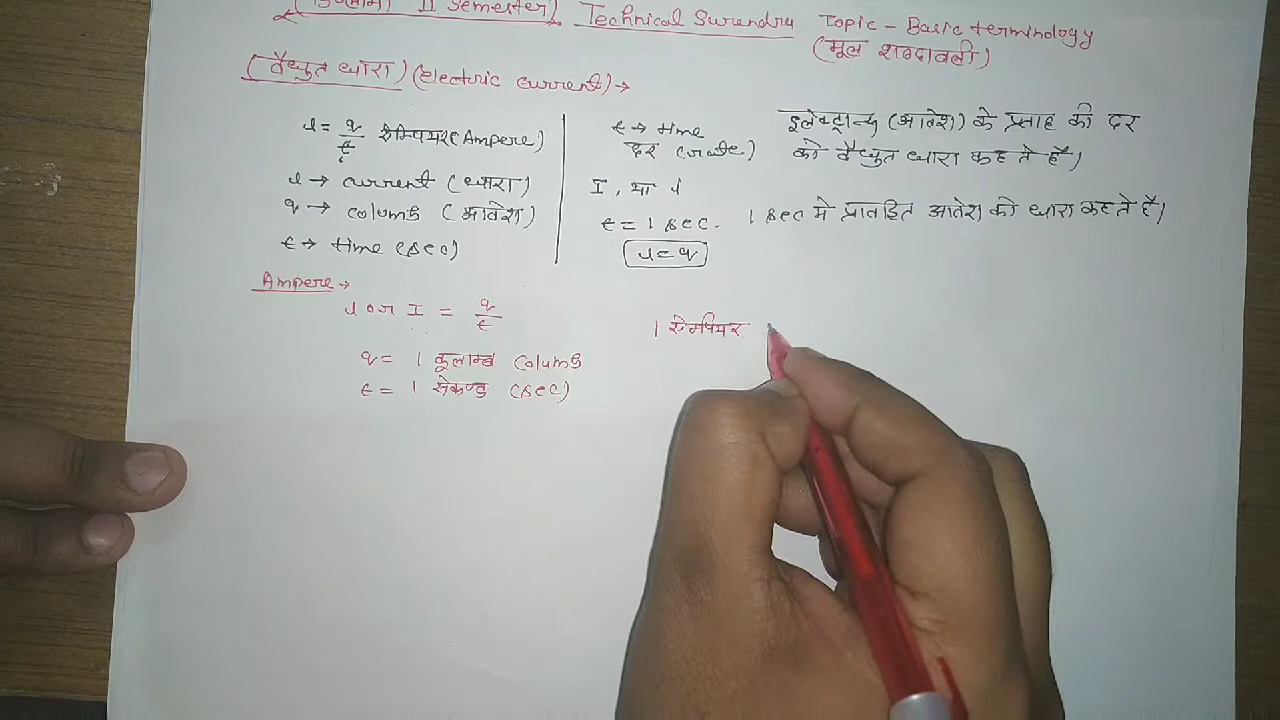 II Semester) Technical Surendra Topic - Basic terminology
(मूल शब्दावली)
(वैधुत धारा) (Electric current) →
i = q/t ऐम्पियर (Ampere)
i → current (धारा)
q → columb (आवेश)
t → time (sec)
t → time
दर (rate)
I, या i
t = 1 sec.
i = q
इलेक्ट्रान्स (आवेश) के प्रवाह की दर
को वैधुत धारा कहते है।
1 sec मे प्रवाहित आवेश को धारा कहते है।
Ampere →
i or I = q/t
q = 1 कूलाम्ब columb
t = 1 सेकण्ड (sec)
1 ऐम्पियर